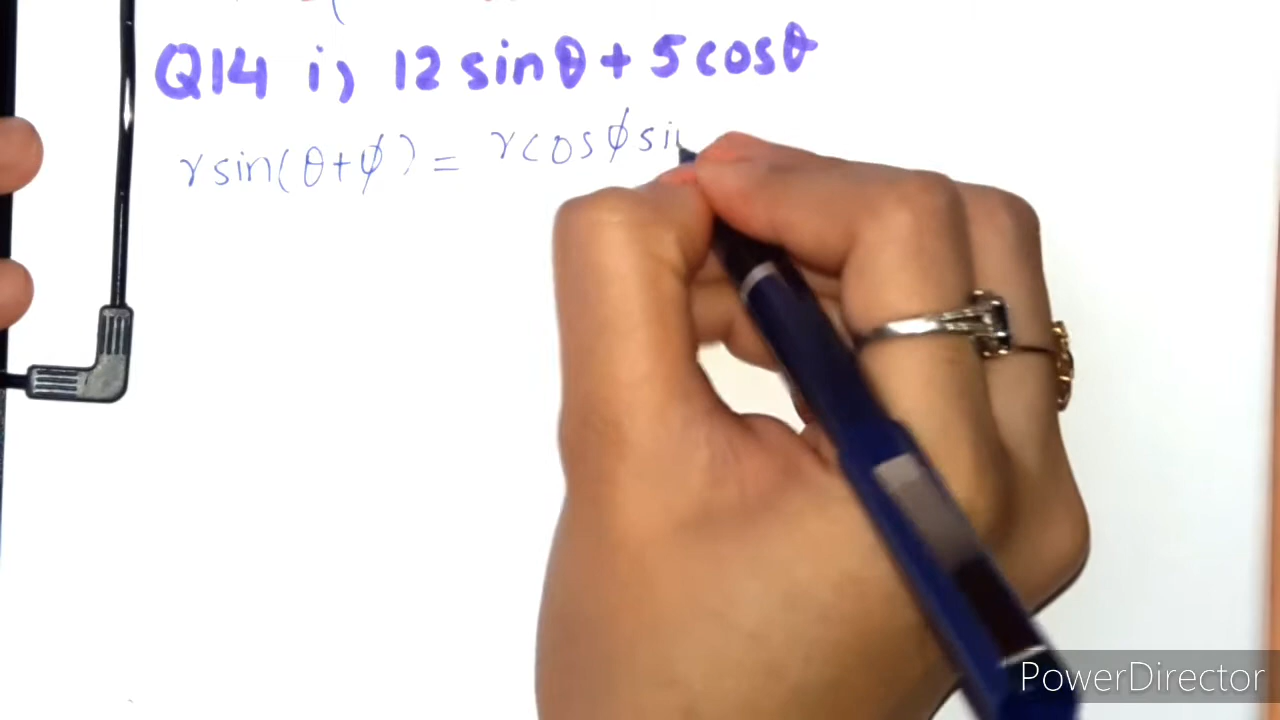 Q14 i) 12 sinθ + 5 cosθ
r sin(θ+ϕ) = r cosϕ si
PowerDirector